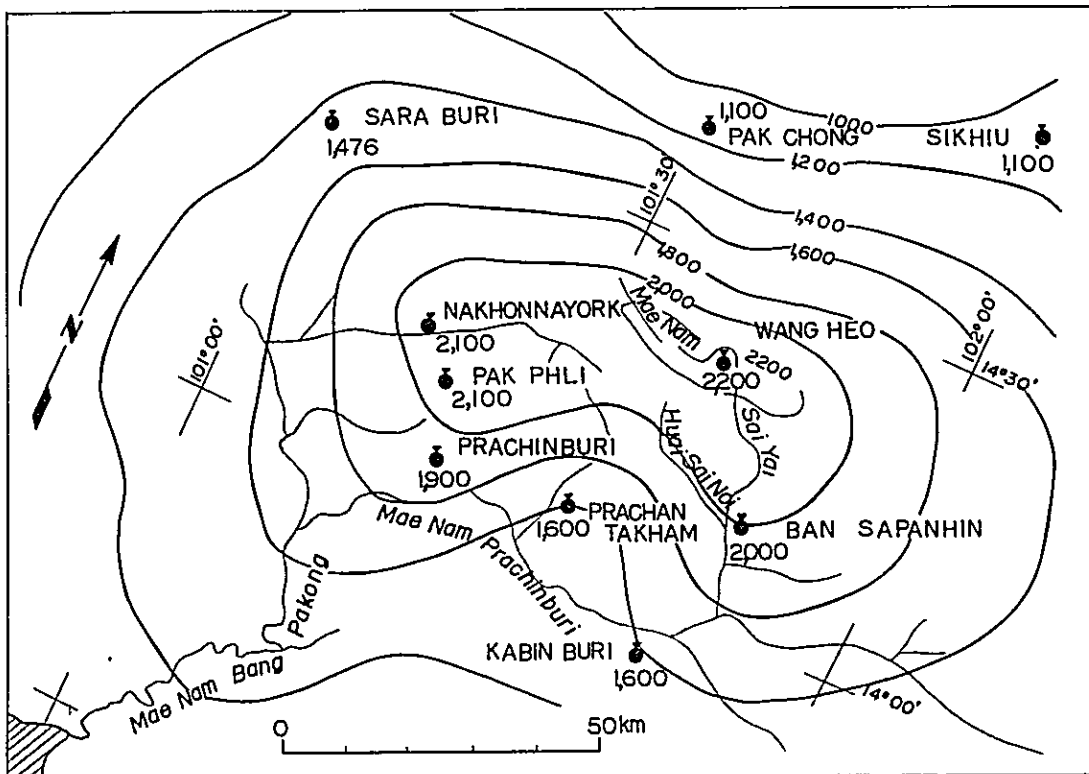 SARA BURI
1,476
1,100
PAK CHONG
1000
SIKHIU
1,100
1,200
101°30'
1,400
1,600
1,800
2,000
N
Mae Nam
NAKHONNAYORK
2,100
WANG HEO
2200
2200
102°00'
14°30'
101°00'
PAK PHLI
2,100
Sai Yai
Huai Sai Noi
PRACHINBURI
1,900
Mae Nam Prachinburi
PRACHAN
TAKHAM
1,600
BAN SAPANHIN
2000
Pakong
Mae Nam Bang
KABIN BURI
1,600
14°00'
0
50km